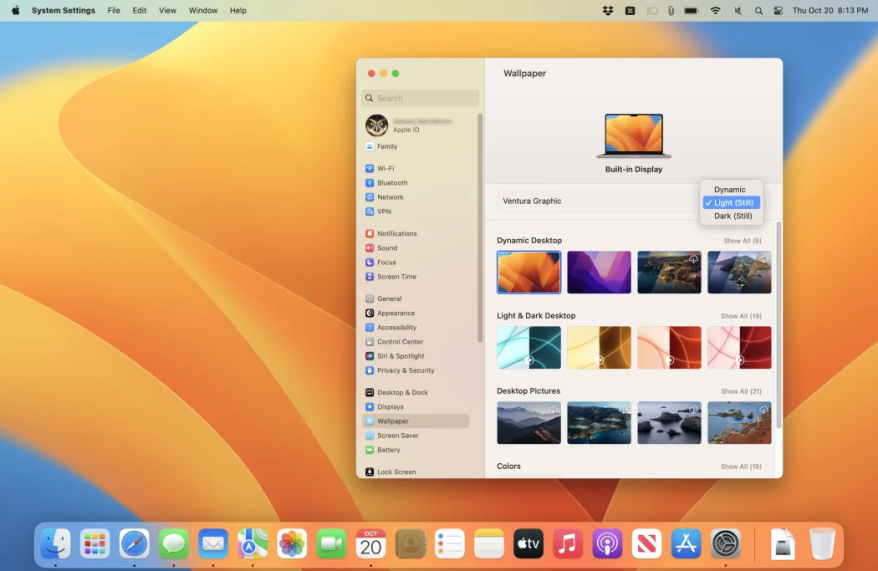 System Settings File Edit View Window Help Thu Oct 20 8:13 PM
Wallpaper
Search
Apple ID
Family
Wi-Fi
Bluetooth
Network
VPN
Notifications
Sound
Focus
Screen Time
General
Appearance
Accessibility
Control Center
Siri & Spotlight
Privacy & Security
Desktop & Dock
Displays
Wallpaper
Screen Saver
Battery
Lock Screen
Built-in Display
Ventura Graphic
Dynamic
Light (Still)
Dark (Still)
Dynamic Desktop Show All (9)
Light & Dark Desktop Show All (19)
Desktop Pictures Show All (21)
Colors Show All (19)
OCT
20
tv